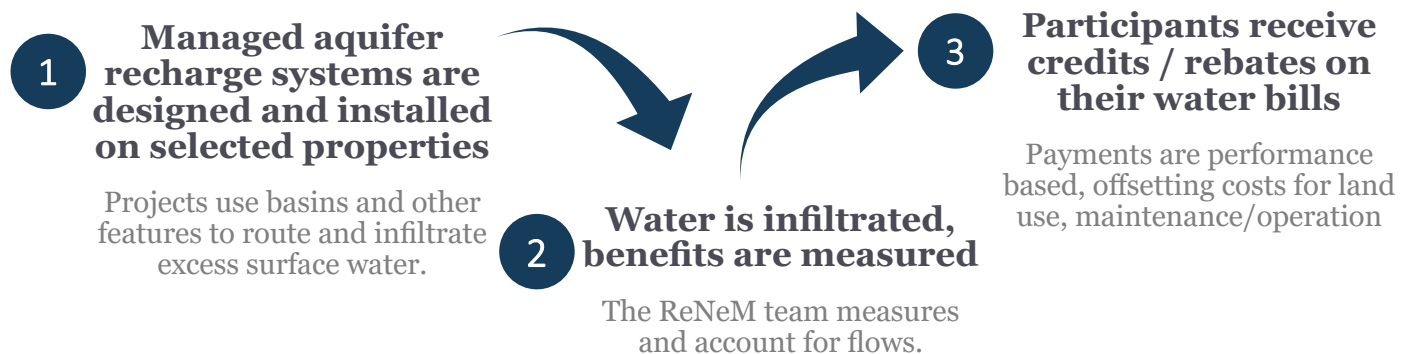 1
Managed aquifer
recharge systems are
designed and installed
on selected properties
Projects use basins and other
features to route and infiltrate
excess surface water.
2
Water is infiltrated,
benefits are measured
The ReNeM team measures
and account for flows.
3
Participants receive
credits / rebates on
their water bills
Payments are performance
based, offsetting costs for land
use, maintenance/operation